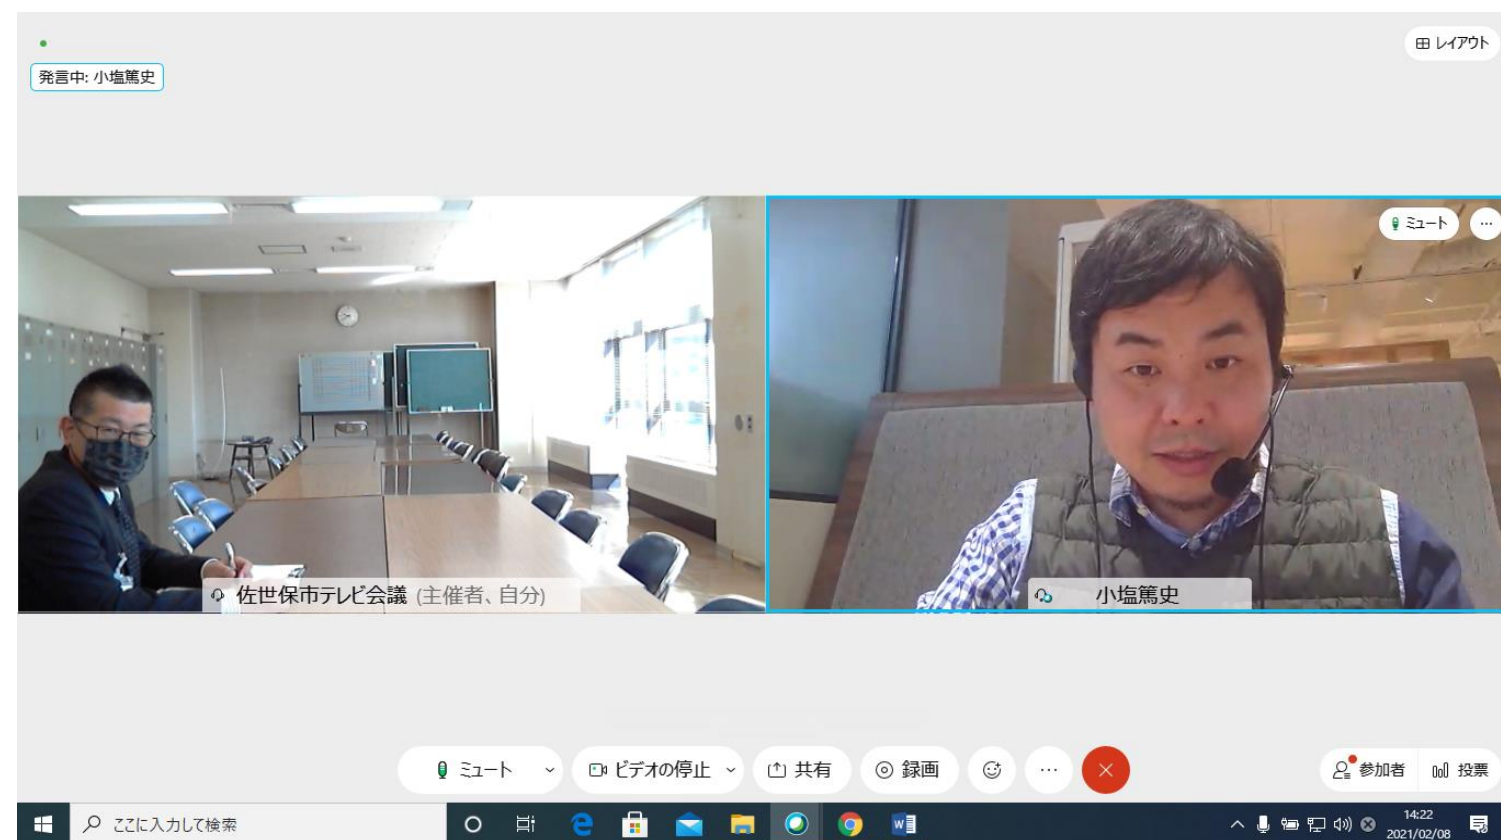 レイアウト
発言中: 小塩篤史
ミュート
佐世保市テレビ会議 (主催者、自分)
小塩篤史
ミュート
ビデオの停止
共有
録画
参加者
投票
ここに入力して検索
14:22
2021/02/08